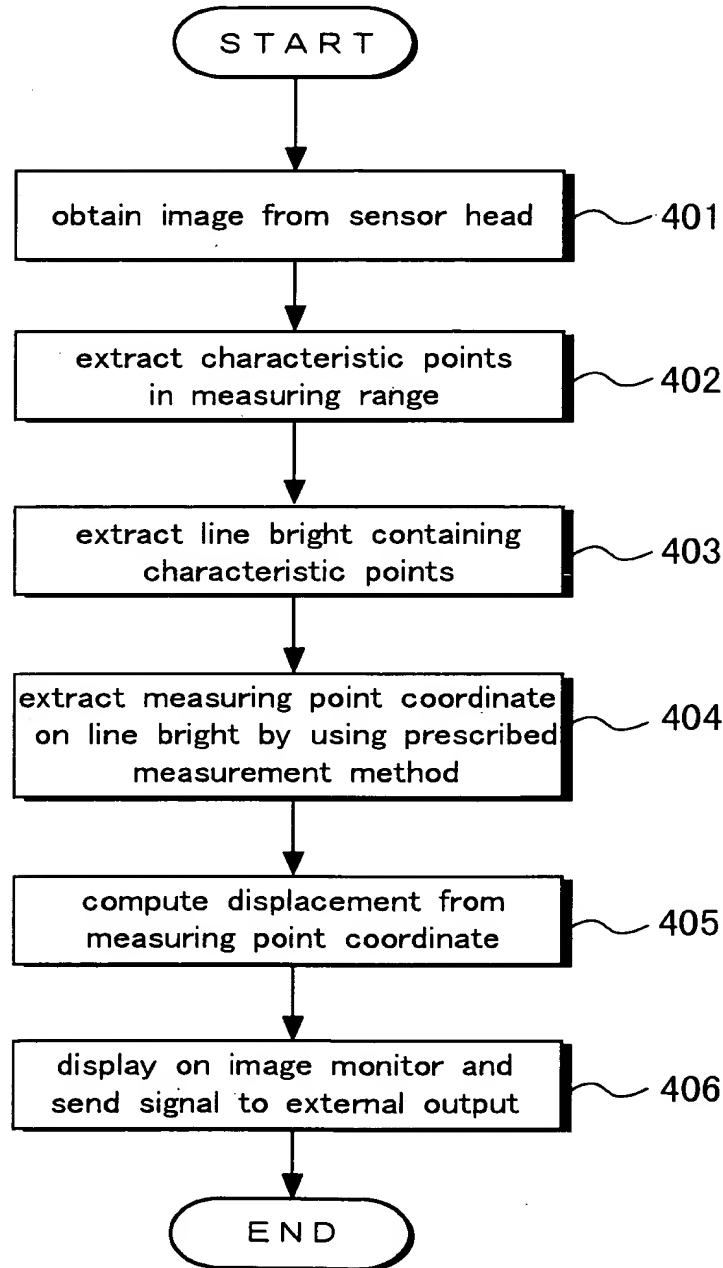 START
obtain image from sensor head
401
extract characteristic points
in measuring range
402
extract line bright containing
characteristic points
403
extract measuring point coordinate
on line bright by using prescribed
measurement method
404
compute displacement from
measuring point coordinate
405
display on image monitor and
send signal to external output
406
END